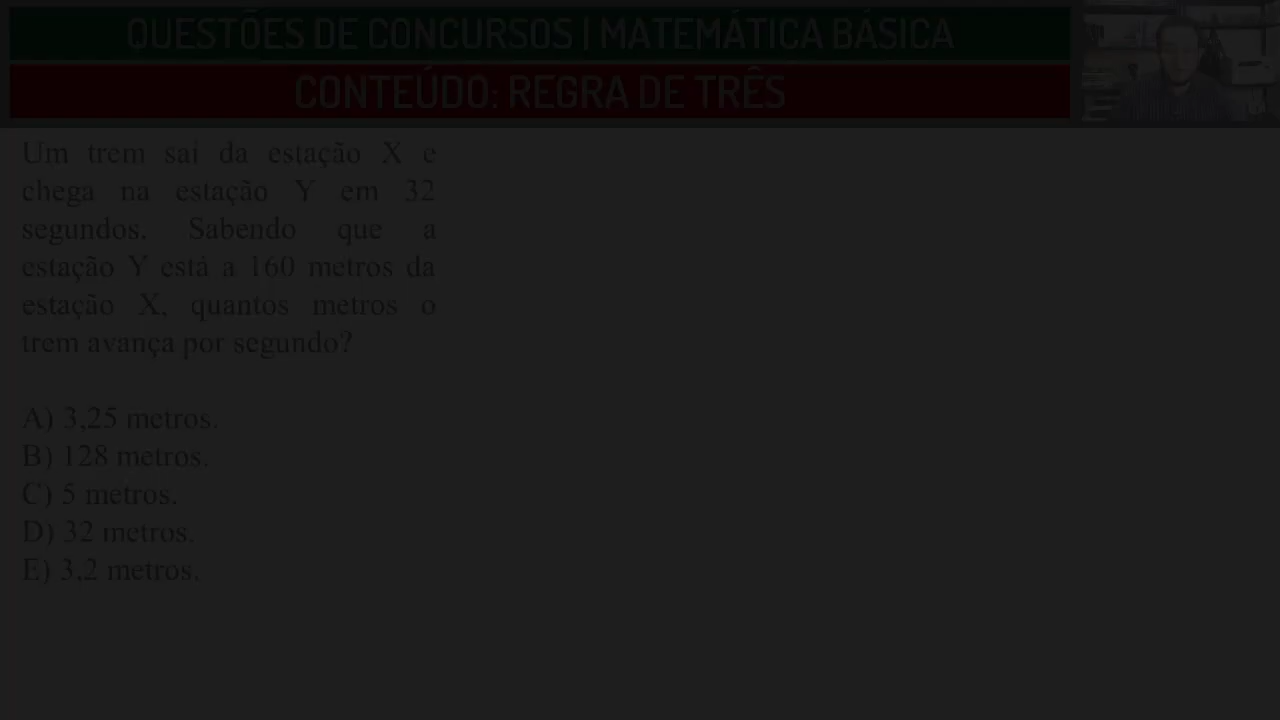 QUESTÕES DE CONCURSOS | MATEMÁTICA BÁSICA
CONTEÚDO: REGRA DE TRÊS
Um trem sai da estação X e
chega na estação Y em 32
segundos. Sabendo que a
estação Y está a 160 metros da
estação X, quantos metros o
trem avança por segundo?
A) 3,25 metros.
B) 128 metros.
C) 5 metros.
D) 32 metros.
E) 3,2 metros.